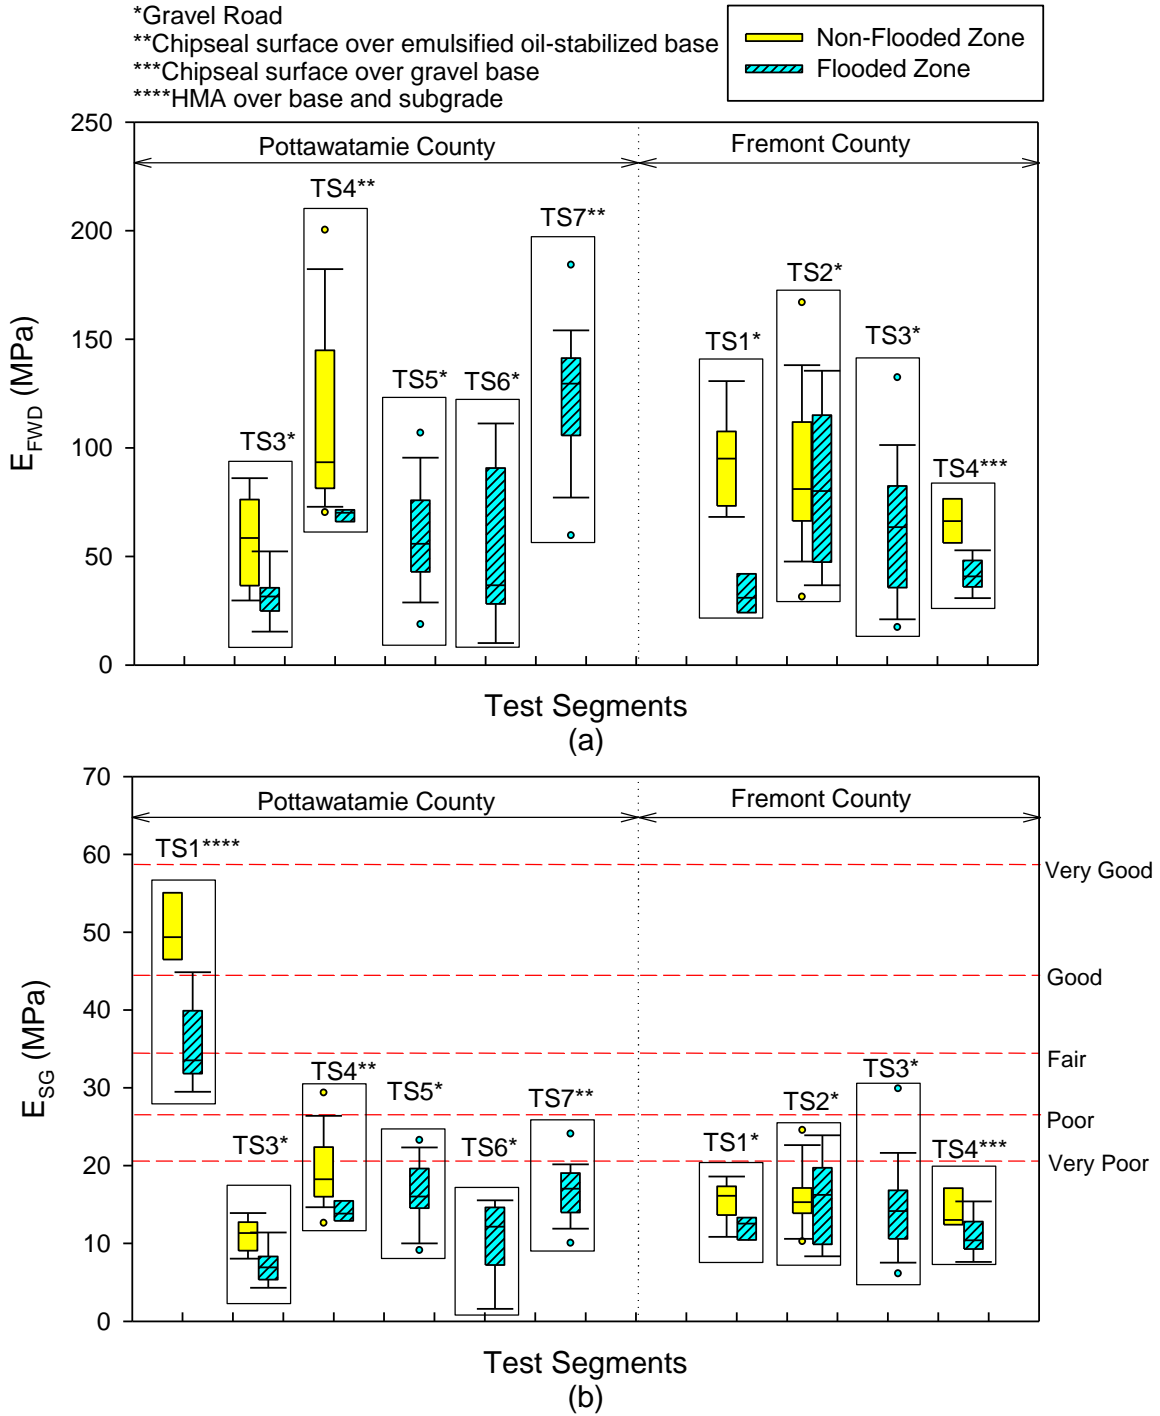 *Gravel Road
**Chipseal surface over emulsified oil-stabilized base
***Chipseal surface over gravel base
****HMA over base and subgrade
Non-Flooded Zone
Flooded Zone
Pottawatamie County
Fremont County
E_FWD (MPa)
250
200
150
100
50
0
TS3*
TS4**
TS5*
TS6*
TS7**
TS1*
TS2*
TS3*
TS4***
Test Segments
(a)
Pottawatamie County
Fremont County
E_SG (MPa)
70
60
50
40
30
20
10
0
TS1****
TS3*
TS4**
TS5*
TS6*
TS7**
TS1*
TS2*
TS3*
TS4***
Very Good
Good
Fair
Poor
Very Poor
Test Segments
(b)